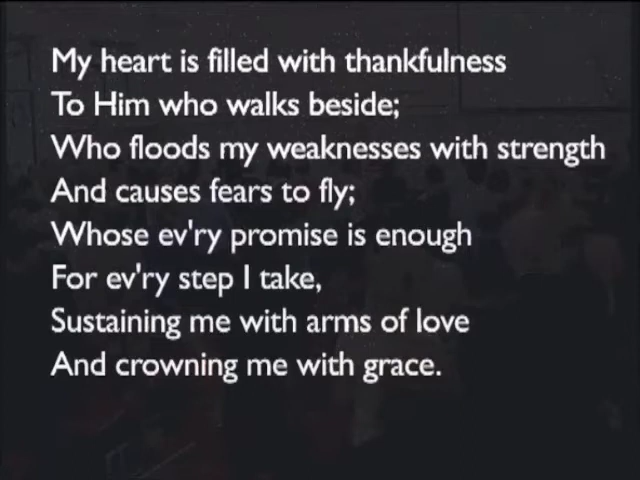 My heart is filled with thankfulness
To Him who walks beside;
Who floods my weaknesses with strength
And causes fears to fly;
Whose ev'ry promise is enough
For ev'ry step I take,
Sustaining me with arms of love
And crowning me with grace.